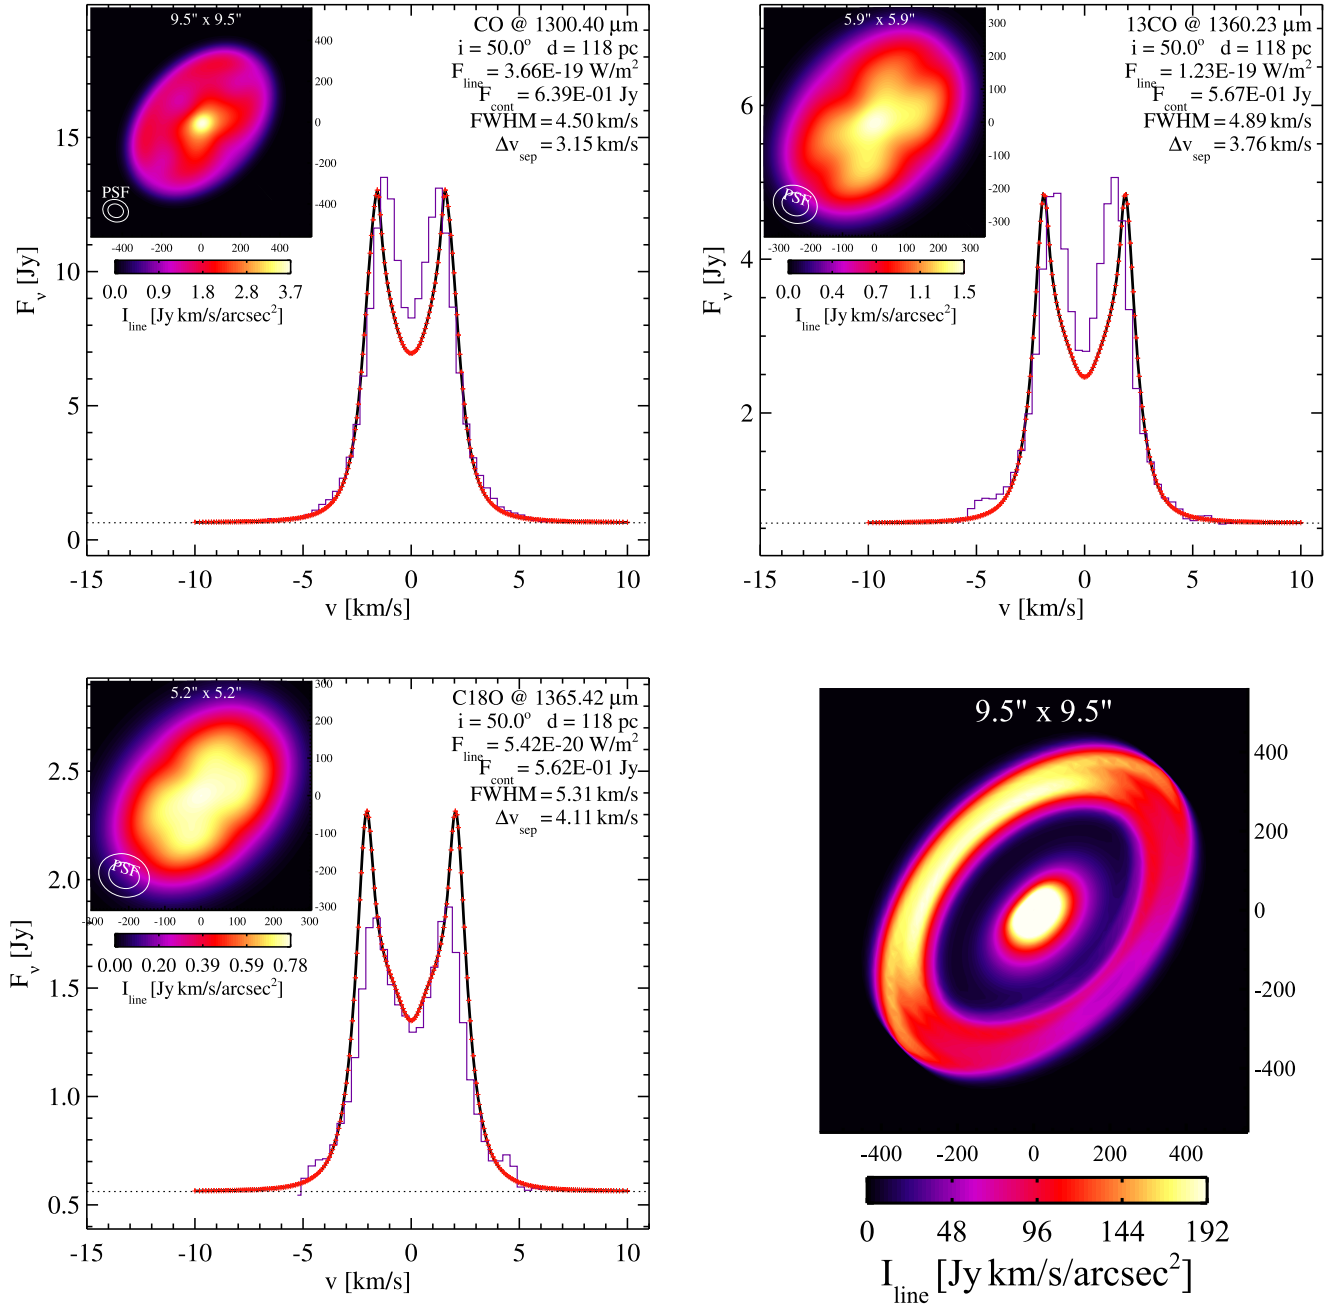 9.5" x 9.5"
CO @ 1300.40 μm
i = 50.0° d = 118 pc
F_line = 3.66E-19 W/m²
F_cont = 6.39E-01 Jy
FWHM = 4.50 km/s
Δv_sep = 3.15 km/s
400
200
0
-200
-400
PSF
-400 -200 0 200 400
0.0 0.9 1.8 2.8 3.7
I_line [Jy km/s/arcsec²]
15
10
5
0
F_ν [Jy]
-15 -10 -5 0 5 10
v [km/s]
5.9" x 5.9"
13CO @ 1360.23 μm
i = 50.0° d = 118 pc
F_line = 1.23E-19 W/m²
F_cont = 5.67E-01 Jy
FWHM = 4.89 km/s
Δv_sep = 3.76 km/s
300
200
100
0
-100
-200
-300
PSF
-300 -200 -100 0 100 200 300
0.0 0.4 0.7 1.1 1.5
I_line [Jy km/s/arcsec²]
6
4
2
F_ν [Jy]
-15 -10 -5 0 5 10
v [km/s]
5.2" x 5.2"
C18O @ 1365.42 μm
i = 50.0° d = 118 pc
F_line = 5.42E-20 W/m²
F_cont = 5.62E-01 Jy
FWHM = 5.31 km/s
Δv_sep = 4.11 km/s
300
200
100
0
-100
-200
-300
PSF
-300 -200 -100 0 100 200 300
0.00 0.20 0.39 0.59 0.78
I_line [Jy km/s/arcsec²]
2.5
2.0
1.5
1.0
0.5
F_ν [Jy]
-15 -10 -5 0 5 10
v [km/s]
9.5" x 9.5"
400
200
0
-200
-400
-400 -200 0 200 400
0 48 96 144 192
I_line [Jy km/s/arcsec²]